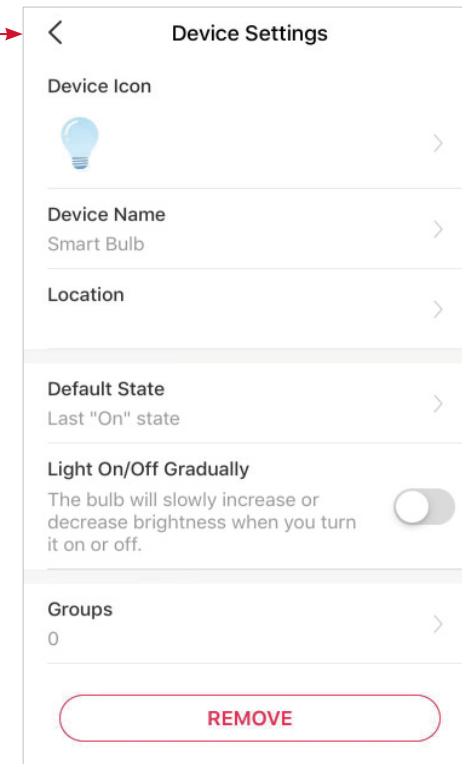 Device Settings
Device Icon
Device Name
Smart Bulb
Location
Default State
Last "On" state
Light On/Off Gradually
The bulb will slowly increase or
decrease brightness when you turn
it on or off.
Groups
0
REMOVE